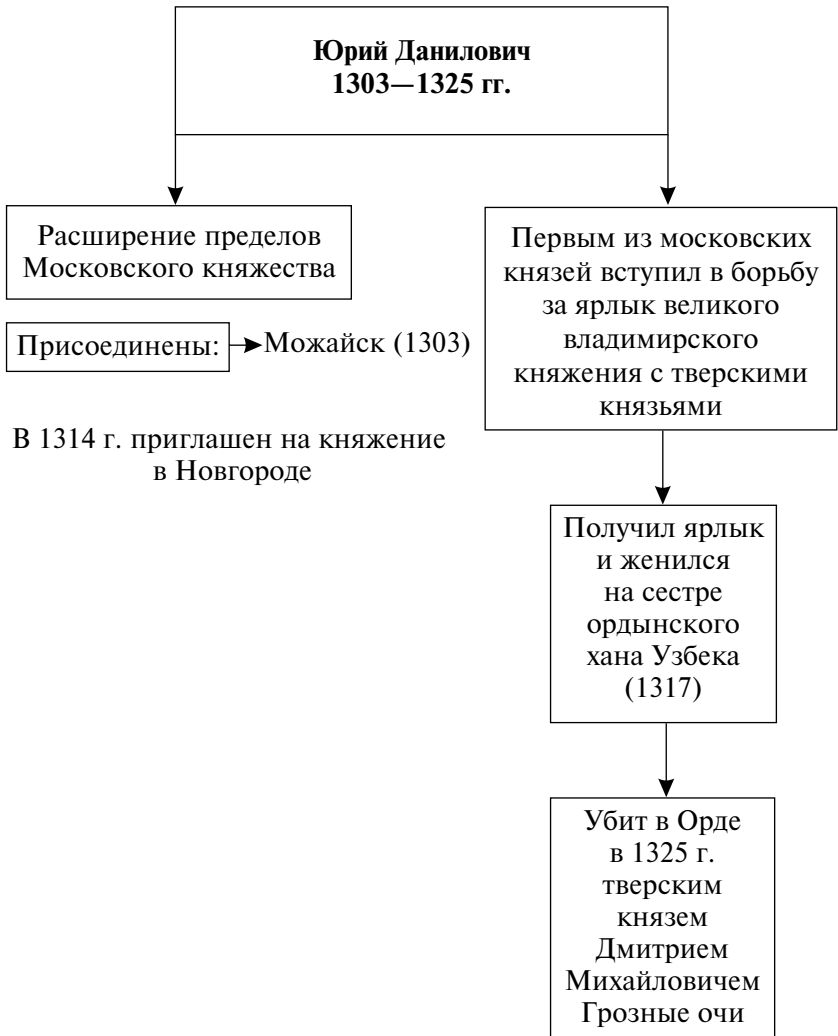 Юрий Данилович
1303—1325 гг.
Расширение пределов
Московского княжества
Присоединены:
Можайск (1303)
В 1314 г. приглашен на княжение
в Новгороде
Первым из московских
князей вступил в борьбу
за ярлык великого
владимирского
княжения с тверскими
князьями
Получил ярлык
и женился
на сестре
ордынского
хана Узбека
(1317)
Убит в Орде
в 1325 г.
тверским
князем
Дмитрием
Михайловичем
Грозные очи